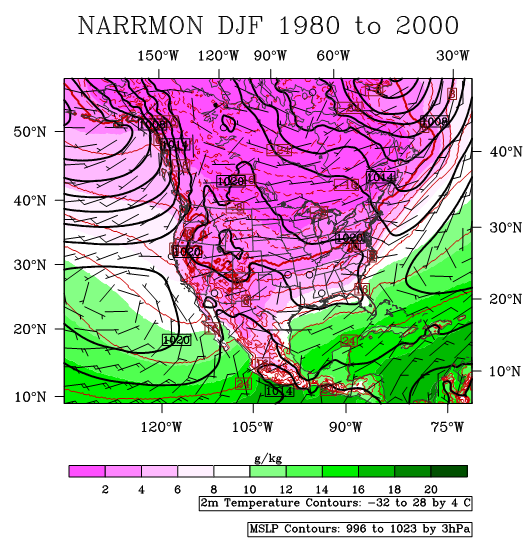 NARRMON DJF 1980 to 2000
150°W 120°W 90°W 60°W 30°W
50°N
40°N
30°N
20°N
10°N
40°N
30°N
20°N
10°N
1008
1014
1020
1020
1020
1014
1008
1020
1014
120°W 105°W 90°W 75°W
g/kg
2 4 6 8 10 12 14 16 18 20
2m Temperature Contours: −32 to 28 by 4 C
MSLP Contours: 996 to 1023 by 3hPa